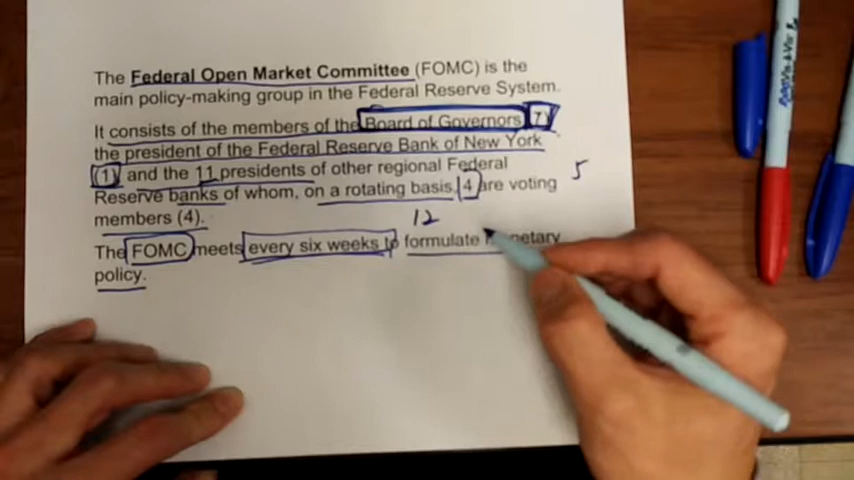 The Federal Open Market Committee (FOMC) is the
main policy-making group in the Federal Reserve System.
It consists of the members of the Board of Governors (7)
the president of the Federal Reserve Bank of New York
(1) and the 11 presidents of other regional Federal
5
Reserve banks of whom, on a rotating basis, 4 are voting
members (4).
12
The FOMC meets every six weeks to formulate monetary
policy.